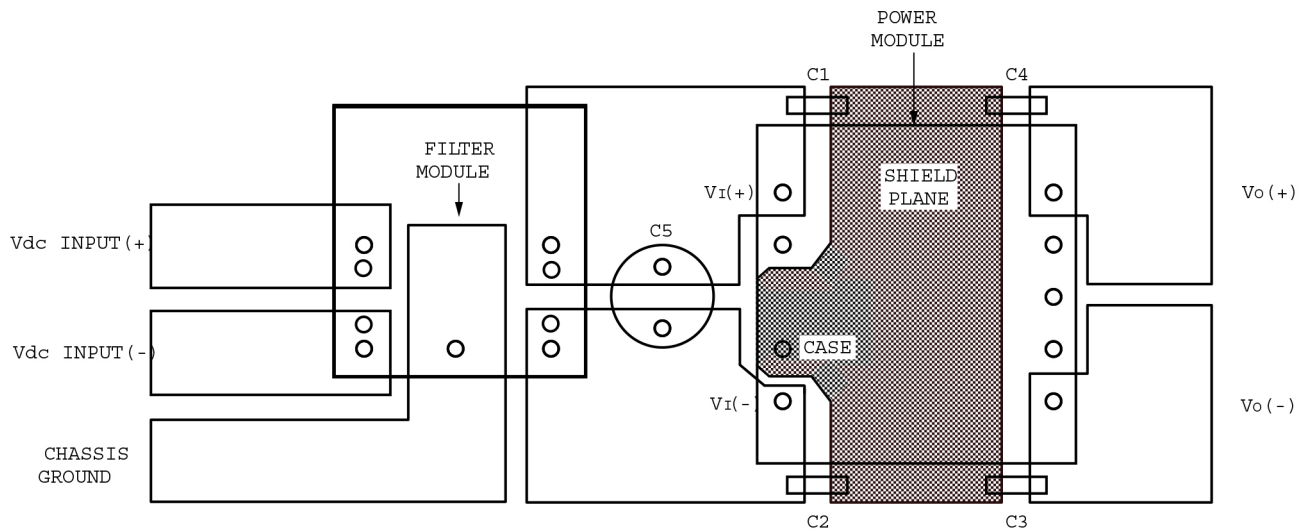 POWER
MODULE
C1
C4
FILTER
MODULE
SHIELD
PLANE
VI(+)
VO(+)
C5
Vdc INPUT(+)
CASE
Vdc INPUT(-)
VI(-)
VO(-)
CHASSIS
GROUND
C2
C3